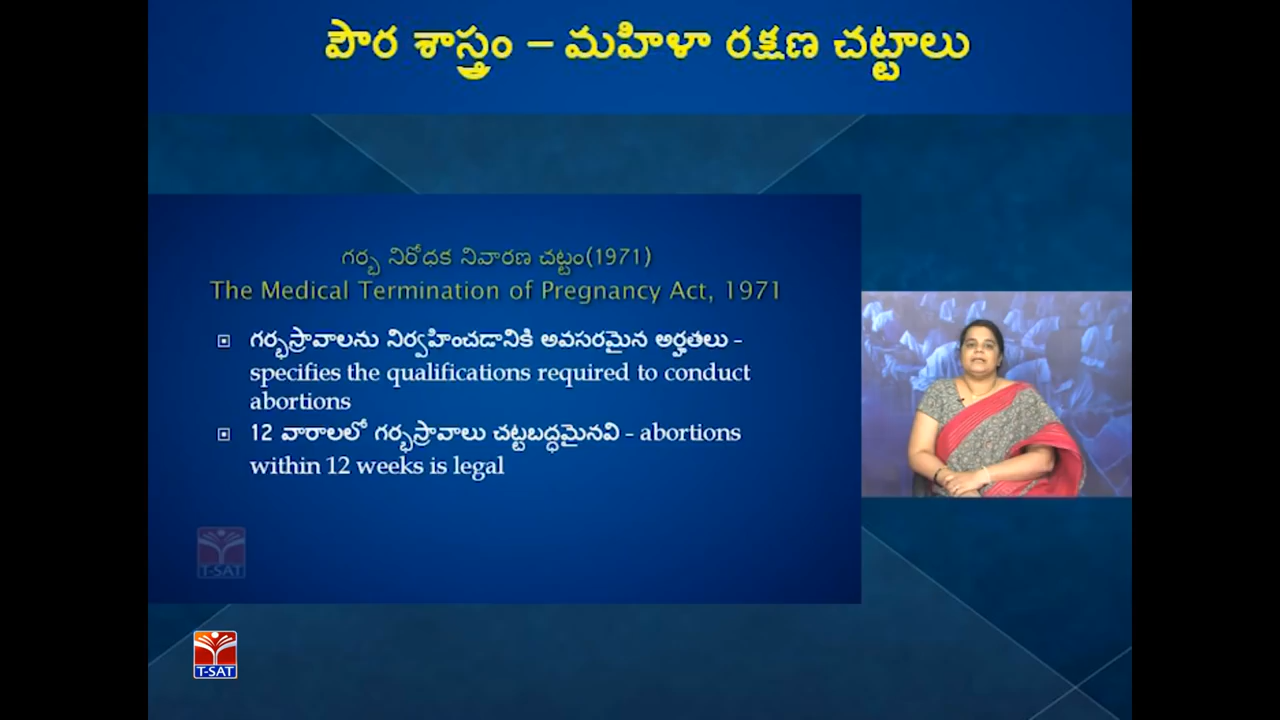 పౌర శాస్త్రం – మహిళా రక్షణ చట్టాలు
గర్భ నిరోధక నివారణ చట్టం(1971)
The Medical Termination of Pregnancy Act, 1971
గర్భస్రావాలను నిర్వహించడానికి అవసరమైన అర్హతలు -
specifies the qualifications required to conduct
abortions
12 వారాలలో గర్భస్రావాలు చట్టబద్ధమైనవి - abortions
within 12 weeks is legal
T-SAT
T-SAT